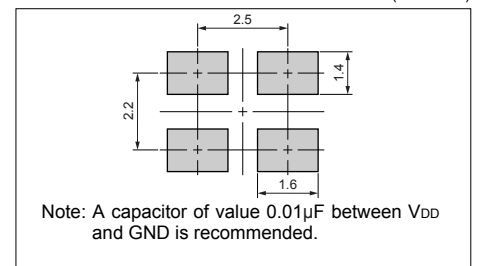 2.5
1.4
2.2
1.6
Note: A capacitor of value 0.01µF between VDD
and GND is recommended.